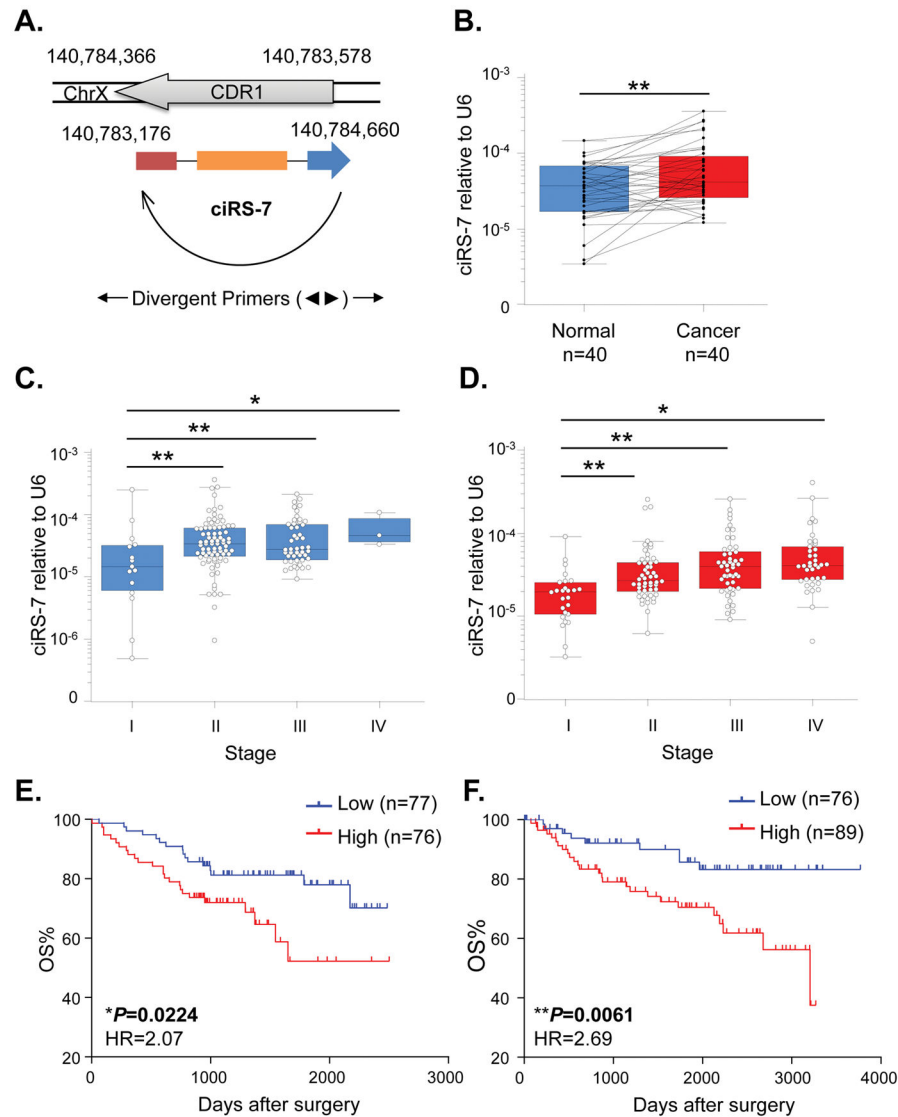 A.
140,784,366
140,783,578
ChrX
CDR1
140,783,176
140,784,660
ciRS-7
← Divergent Primers (◄►) →
B.
**
ciRS-7 relative to U6
10-3
10-4
10-5
0
Normal
n=40
Cancer
n=40
C.
*
**
**
ciRS-7 relative to U6
10-3
10-4
10-5
10-6
0
I II III IV
Stage
D.
*
**
**
ciRS-7 relative to U6
10-3
10-4
10-5
0
I II III IV
Stage
E.
Low (n=77)
High (n=76)
OS%
100
80
60
40
20
*P=0.0224
HR=2.07
0 1000 2000 3000
Days after surgery
F.
Low (n=76)
High (n=89)
OS%
100
80
60
40
20
**P=0.0061
HR=2.69
0 1000 2000 3000 4000
Days after surgery